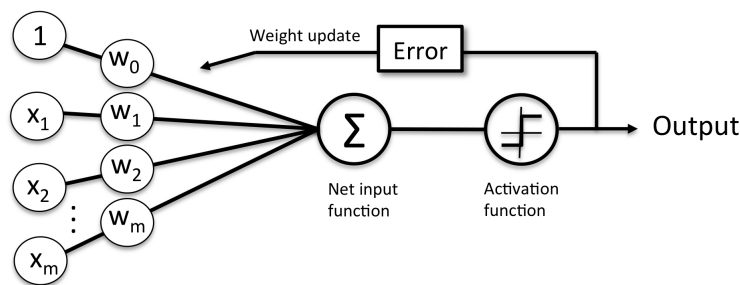 1
w₀
Weight update
Error
x₁
w₁
Σ
Output
x₂
w₂
⋮
wₘ
xₘ
Net input
function
Activation
function